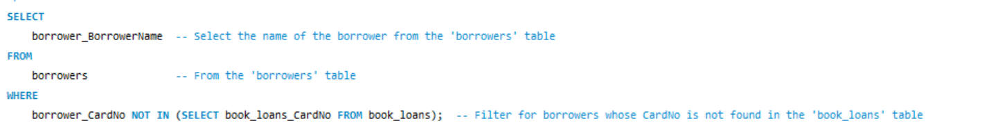 SELECT
borrower_BorrowerName -- Select the name of the borrower from the 'borrowers' table
FROM
borrowers -- From the 'borrowers' table
WHERE
borrower_CardNo NOT IN (SELECT book_loans_CardNo FROM book_loans); -- Filter for borrowers whose CardNo is not found in the 'book_loans' table